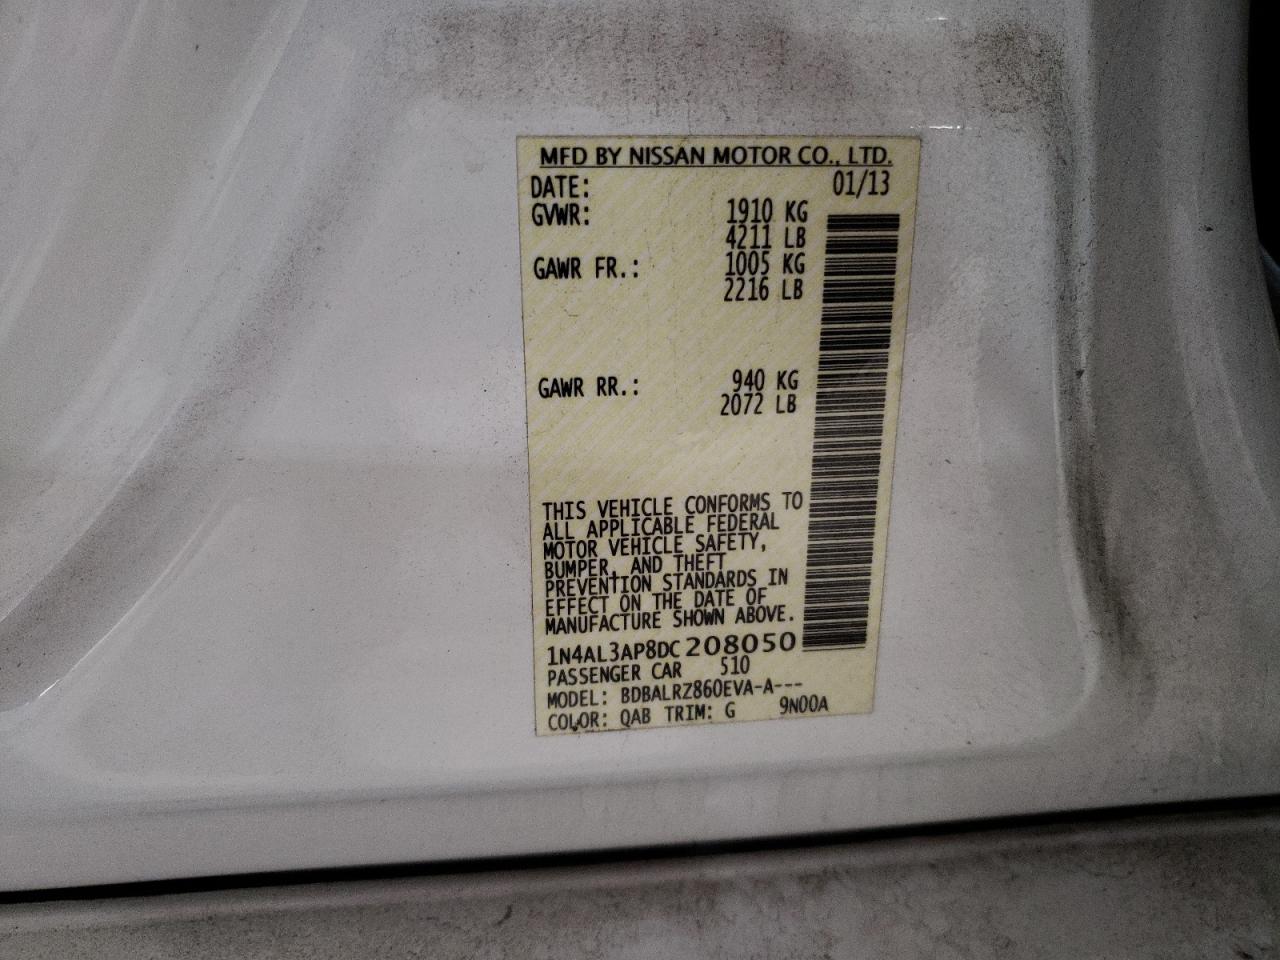 MFD BY NISSAN MOTOR CO., LTD.
DATE: 01/13
GVWR: 1910 KG
4211 LB
GAWR FR.: 1005 KG
2216 LB
GAWR RR.: 940 KG
2072 LB
THIS VEHICLE CONFORMS TO
ALL APPLICABLE FEDERAL
MOTOR VEHICLE SAFETY,
BUMPER, AND THEFT
PREVENTION STANDARDS IN
EFFECT ON THE DATE OF
MANUFACTURE SHOWN ABOVE.
1N4AL3AP8DC208050
PASSENGER CAR 510
MODEL: BDBALRZ860EVA-A---
COLOR: QAB TRIM: G 9N00A